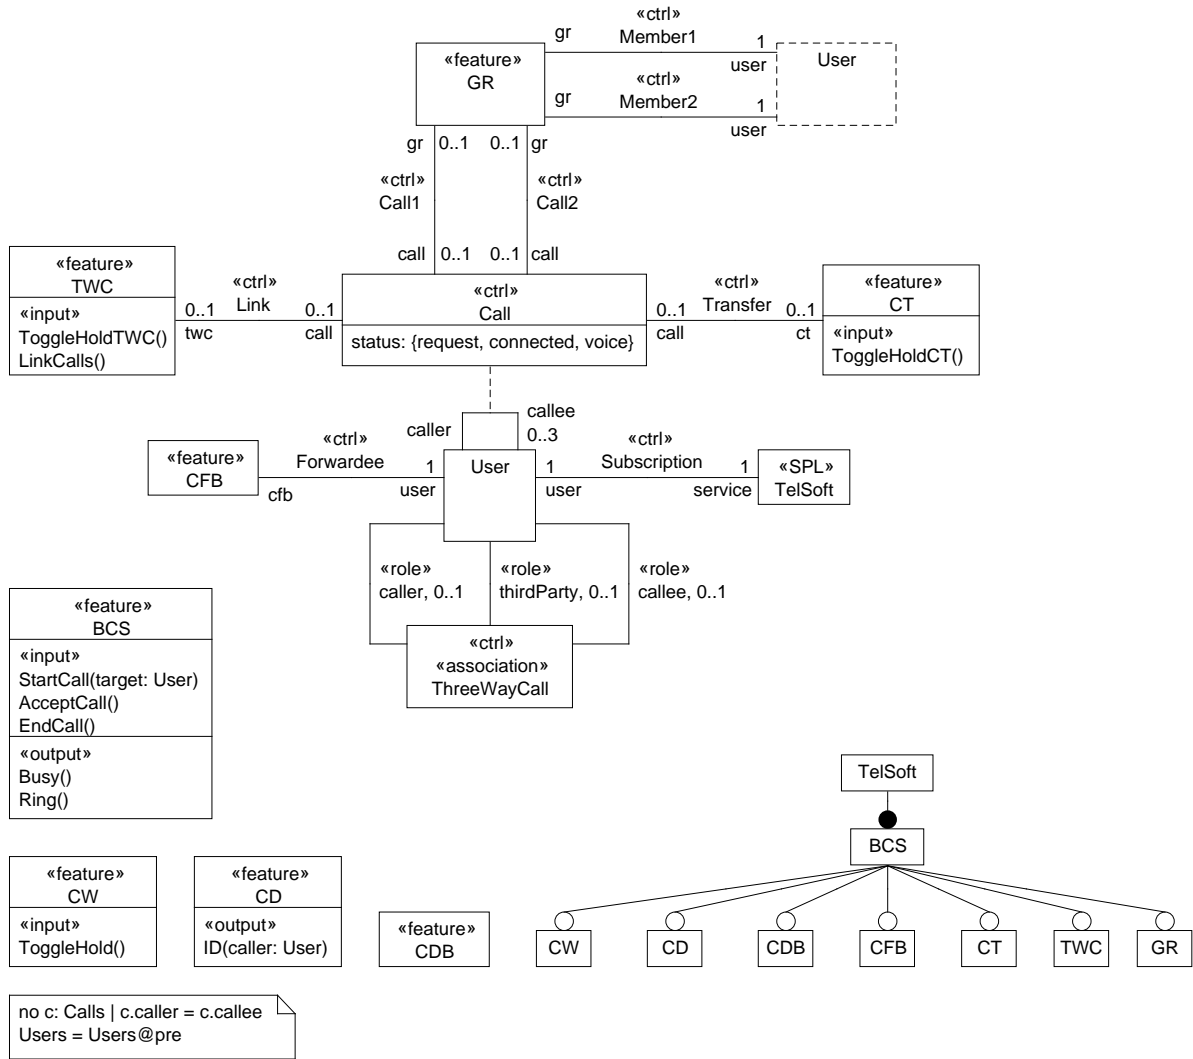 «ctrl»
Member1
gr
1
user
«feature»
GR
User
«ctrl»
Member2
gr
1
user
gr
0..1
0..1
gr
«ctrl»
Call1
«ctrl»
Call2
call
0..1
0..1
call
«feature»
TWC
«input»
ToggleHoldTWC()
LinkCalls()
«ctrl»
Link
0..1
twc
0..1
call
«ctrl»
Call
status: {request, connected, voice}
«ctrl»
Transfer
0..1
call
0..1
ct
«feature»
CT
«input»
ToggleHoldCT()
caller
callee
0..3
«feature»
CFB
«ctrl»
Forwardee
cfb
1
user
User
«ctrl»
Subscription
1
user
1
service
«SPL»
TelSoft
«role»
caller, 0..1
«role»
thirdParty, 0..1
«role»
callee, 0..1
«ctrl»
«association»
ThreeWayCall
«feature»
BCS
«input»
StartCall(target: User)
AcceptCall()
EndCall()
«output»
Busy()
Ring()
TelSoft
BCS
CW
CD
CDB
CFB
CT
TWC
GR
«feature»
CW
«input»
ToggleHold()
«feature»
CD
«output»
ID(caller: User)
«feature»
CDB
no c: Calls | c.caller = c.callee
Users = Users@pre